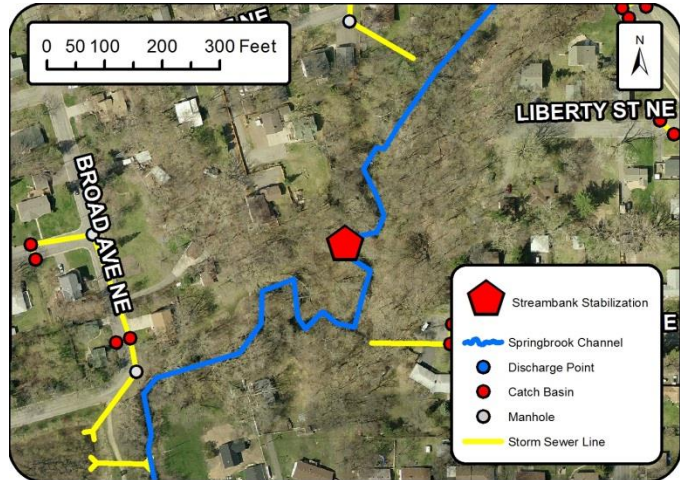 NE
0 50 100 200 300 Feet
N
LIBERTY ST NE
BROAD AVE NE
E
Streambank Stabilization
Springbrook Channel
Discharge Point
Catch Basin
Manhole
Storm Sewer Line